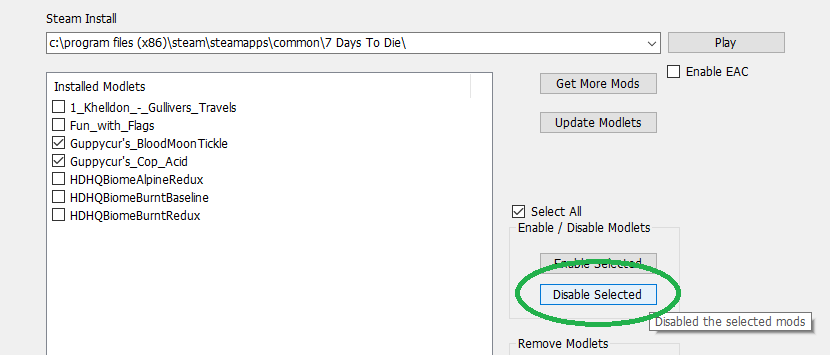 Steam Install
c:\program files (x86)\steam\steamapps\common\7 Days To Die\
Play
Enable EAC
Installed Modlets
1_Khelldon_-_Gullivers_Travels
Fun_with_Flags
Guppycur's_BloodMoonTickle
Guppycur's_Cop_Acid
HDHQBiomeAlpineRedux
HDHQBiomeBurntBaseline
HDHQBiomeBurntRedux
Get More Mods
Update Modlets
Select All
Enable / Disable Modlets
Enable Selected
Disable Selected
Disabled the selected mods
Remove Modlets